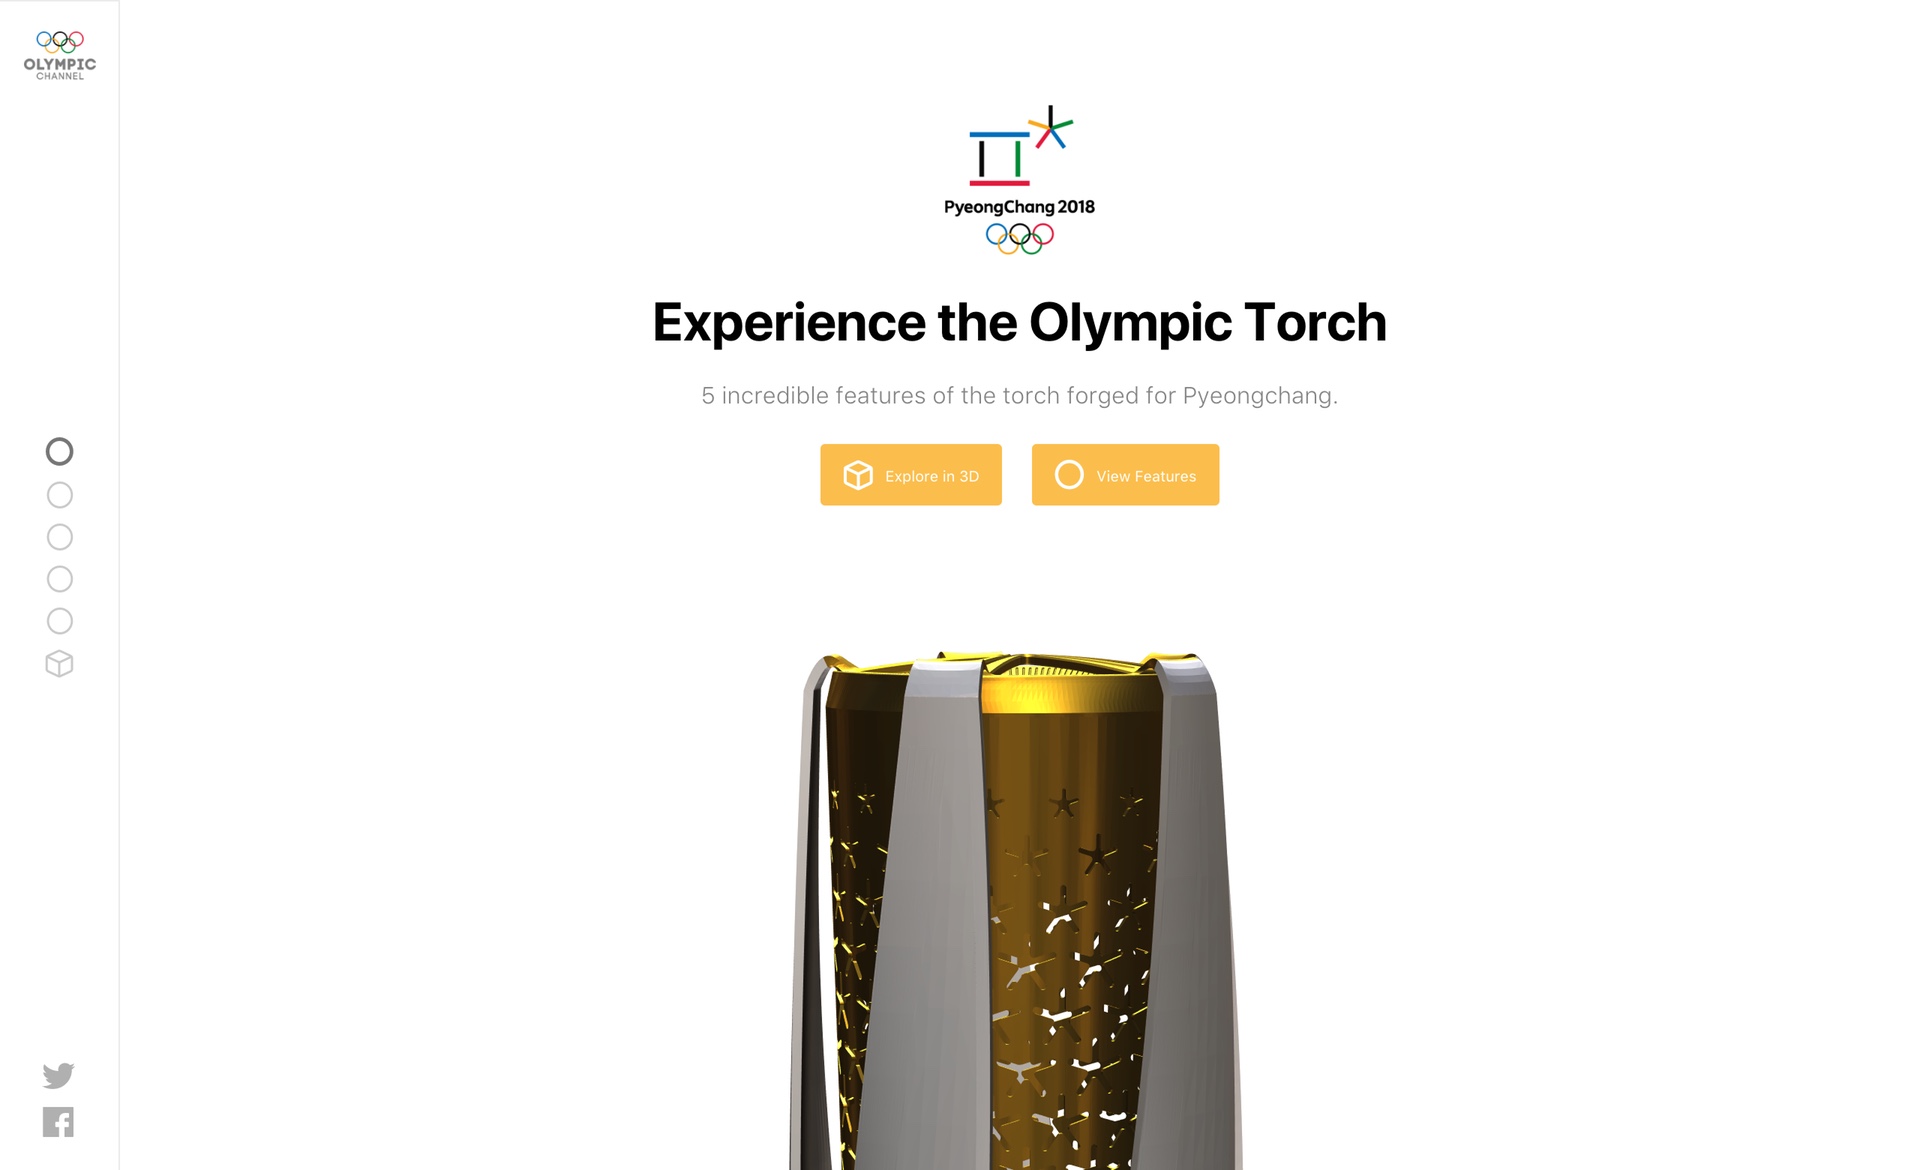 OLYMPIC
CHANNEL
PyeongChang 2018
Experience the Olympic Torch
5 incredible features of the torch forged for Pyeongchang.
Explore in 3D
View Features